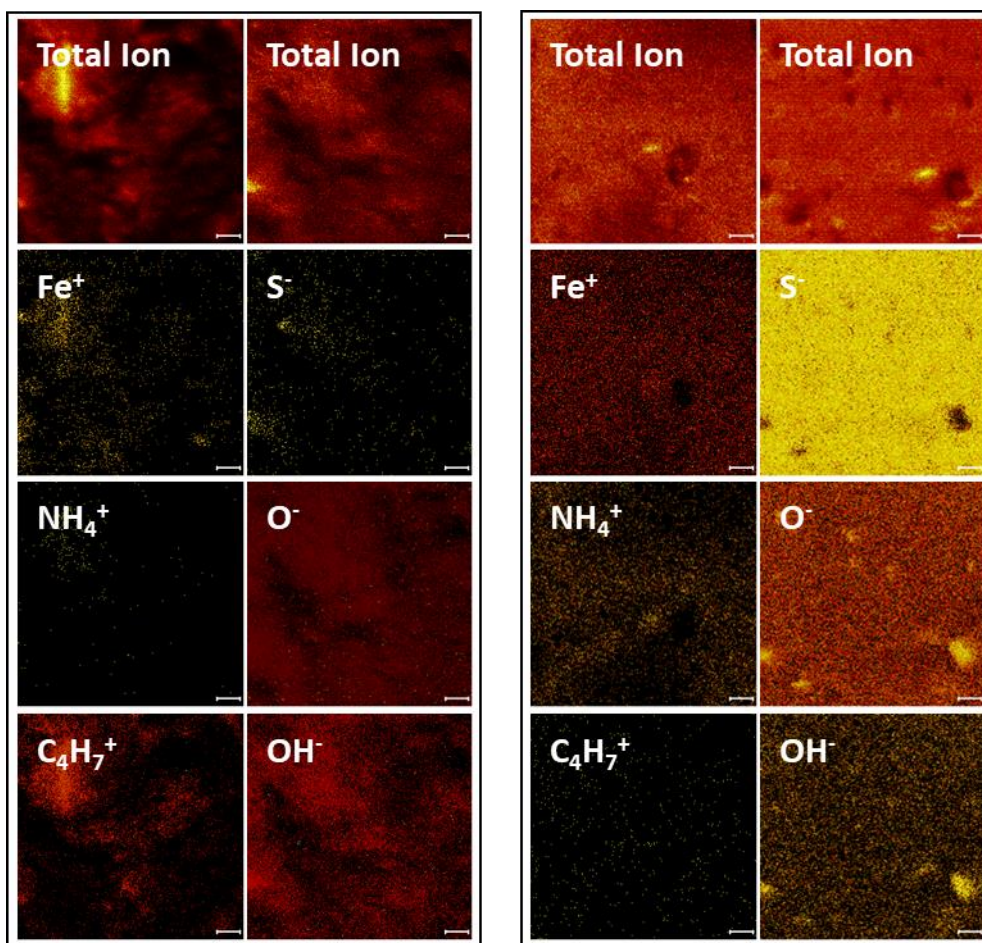 Total Ion
Total Ion
Fe⁺
S⁻
NH₄⁺
O⁻
C₄H₇⁺
OH⁻
Total Ion
Total Ion
Fe⁺
S⁻
NH₄⁺
O⁻
C₄H₇⁺
OH⁻